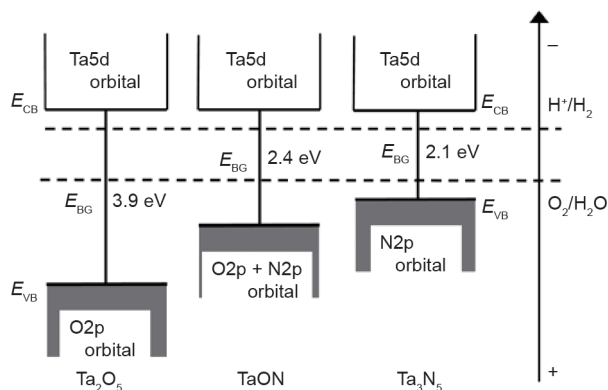 Ta5d
orbital
Ta5d
orbital
Ta5d
orbital
–
E_CB
E_CB
H⁺/H₂
E_BG
2.4 eV
E_BG
2.1 eV
E_BG
3.9 eV
E_VB
O₂/H₂O
O2p + N2p
orbital
N2p
orbital
E_VB
O2p
orbital
Ta₂O₅
TaON
Ta₃N₅
+